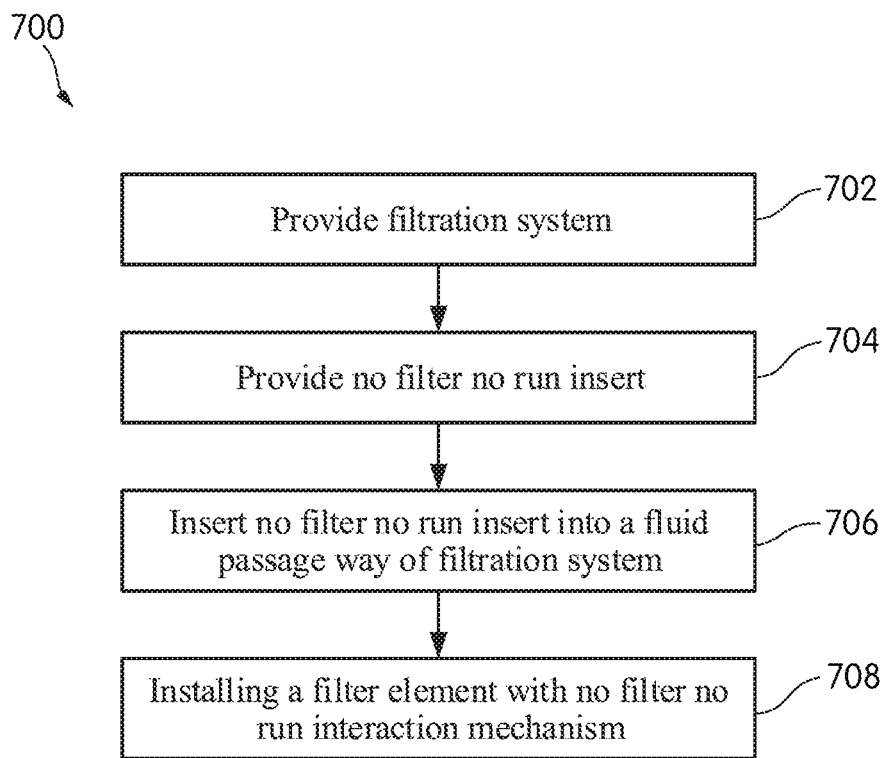 700
Provide filtration system
702
Provide no filter no run insert
704
Insert no filter no run insert into a fluid
passage way of filtration system
706
Installing a filter element with no filter no
run interaction mechanism
708